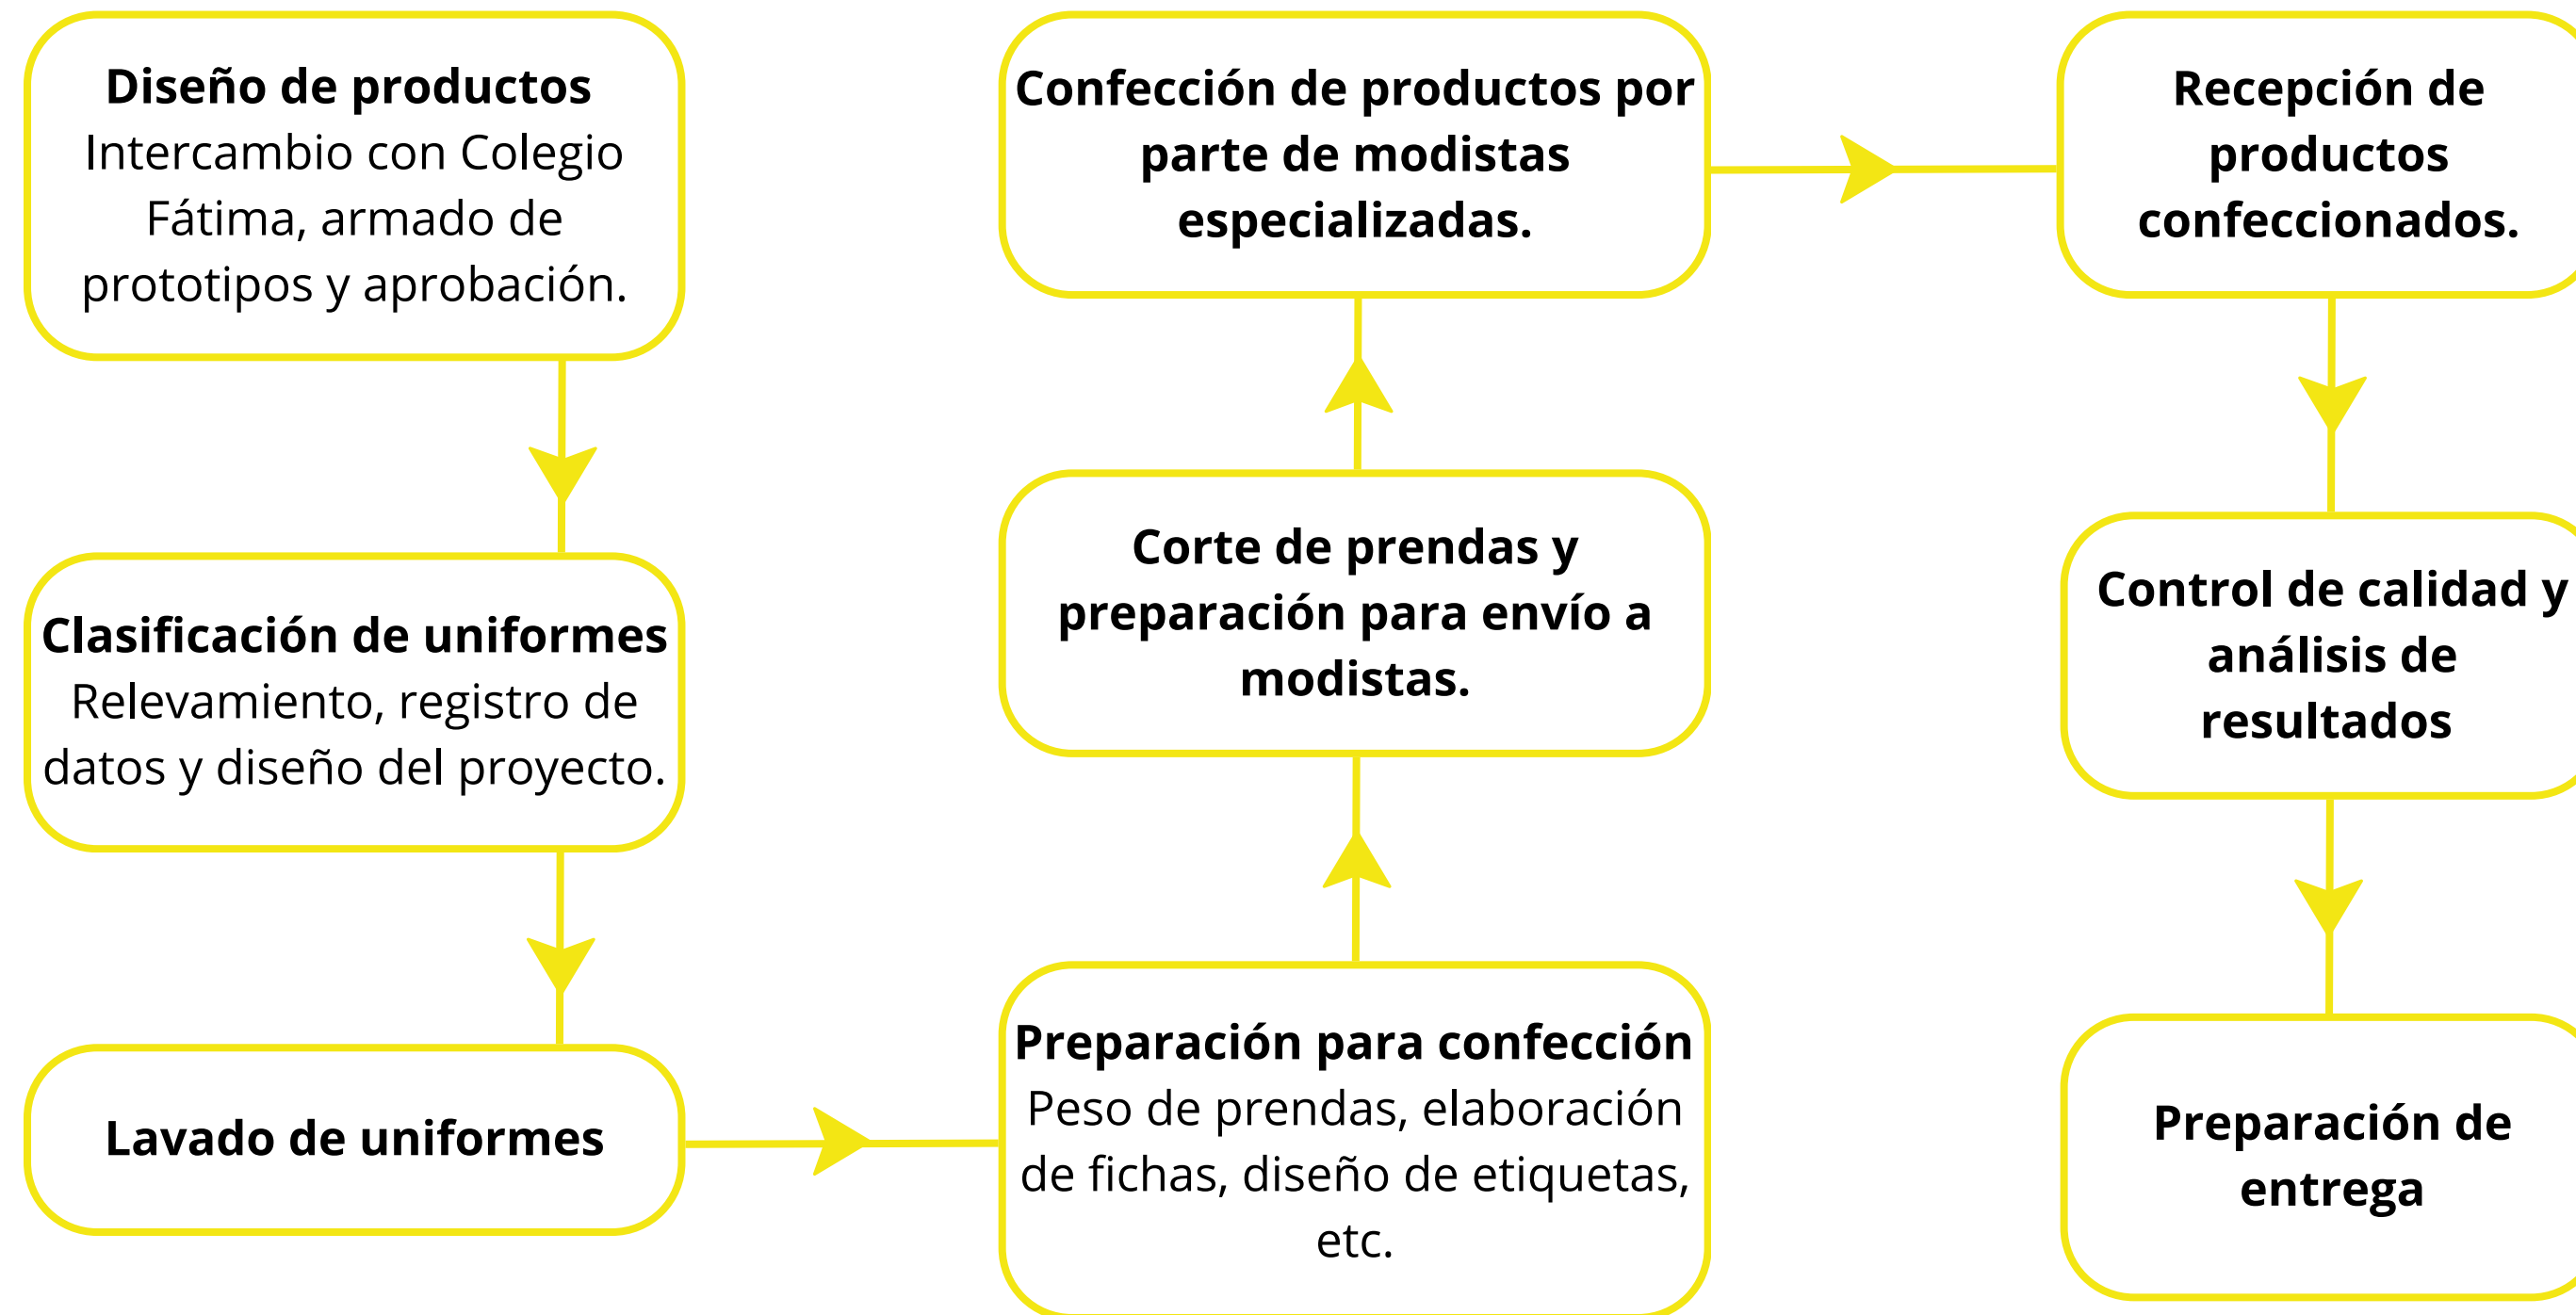 Diseño de productos
Intercambio con Colegio
Fátima, armado de
prototipos y aprobación.
Clasificación de uniformes
Relevamiento, registro de
datos y diseño del proyecto.
Lavado de uniformes
Preparación para confección
Peso de prendas, elaboración
de fichas, diseño de etiquetas,
etc.
Corte de prendas y
preparación para envío a
modistas.
Confección de productos por
parte de modistas
especializadas.
Recepción de
productos
confeccionados.
Control de calidad y
análisis de
resultados
Preparación de
entrega